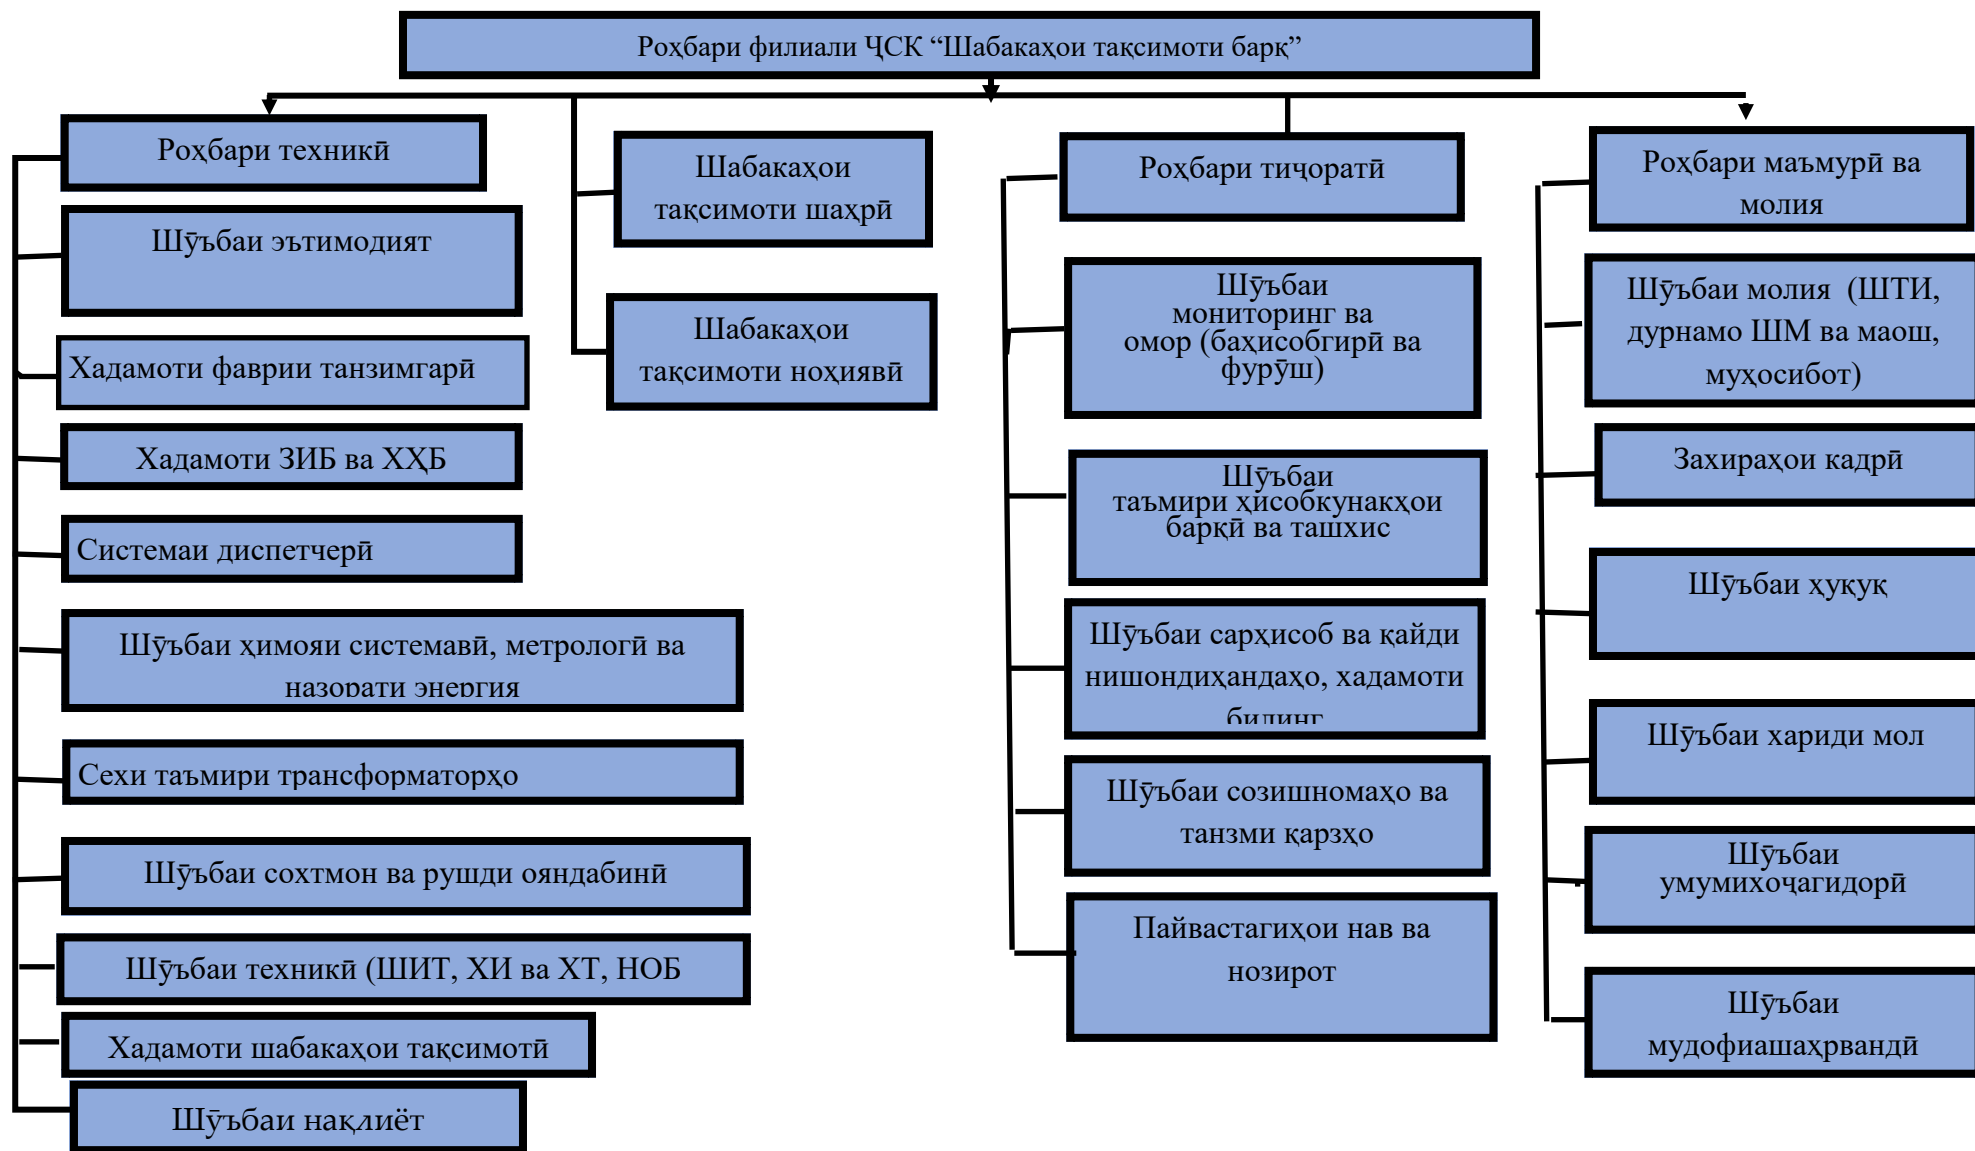 Роҳбари филиали ҶСК “Шабакаҳои тақсимоти барқ”
Роҳбари техникӣ
Шӯъбаи эътимодият
Хадамоти фаврии танзимгарӣ
Хадамоти ЗИБ ва ХҲБ
Системаи диспетчерӣ
Шӯъбаи ҳимояи системавӣ, метрологӣ ва
назорати энергия
Сехи таъмири трансформаторҳо
Шӯъбаи сохтмон ва рушди ояндабинӣ
Шӯъбаи техникӣ (ШИТ, ХИ ва ХТ, НОБ
Хадамоти шабакаҳои тақсимотӣ
Шӯъбаи нақлиёт
Шабакаҳои
тақсимоти шаҳрӣ
Шабакаҳои
тақсимоти ноҳиявӣ
Роҳбари тиҷоратӣ
Шӯъбаи
мониторинг ва
омор (баҳисобгирӣ ва
фурӯш)
Шӯъбаи
таъмири ҳисобкунакҳои
барқӣ ва ташхис
Шӯъбаи сарҳисоб ва қайди
нишондиҳандаҳо, хадамоти
билинг
Шӯъбаи созишномаҳо ва
танзми қарзҳо
Пайвастагиҳои нав ва
нозирот
Роҳбари маъмурӣ ва
молия
Шӯъбаи молия (ШТИ,
дурнамо ШМ ва маош,
муҳосибот)
Захираҳои кадрӣ
Шӯъбаи ҳуқуқ
Шӯъбаи хариди мол
Шӯъбаи
умумихоҷагидорӣ
Шӯъбаи
мудофиашаҳрвандӣ